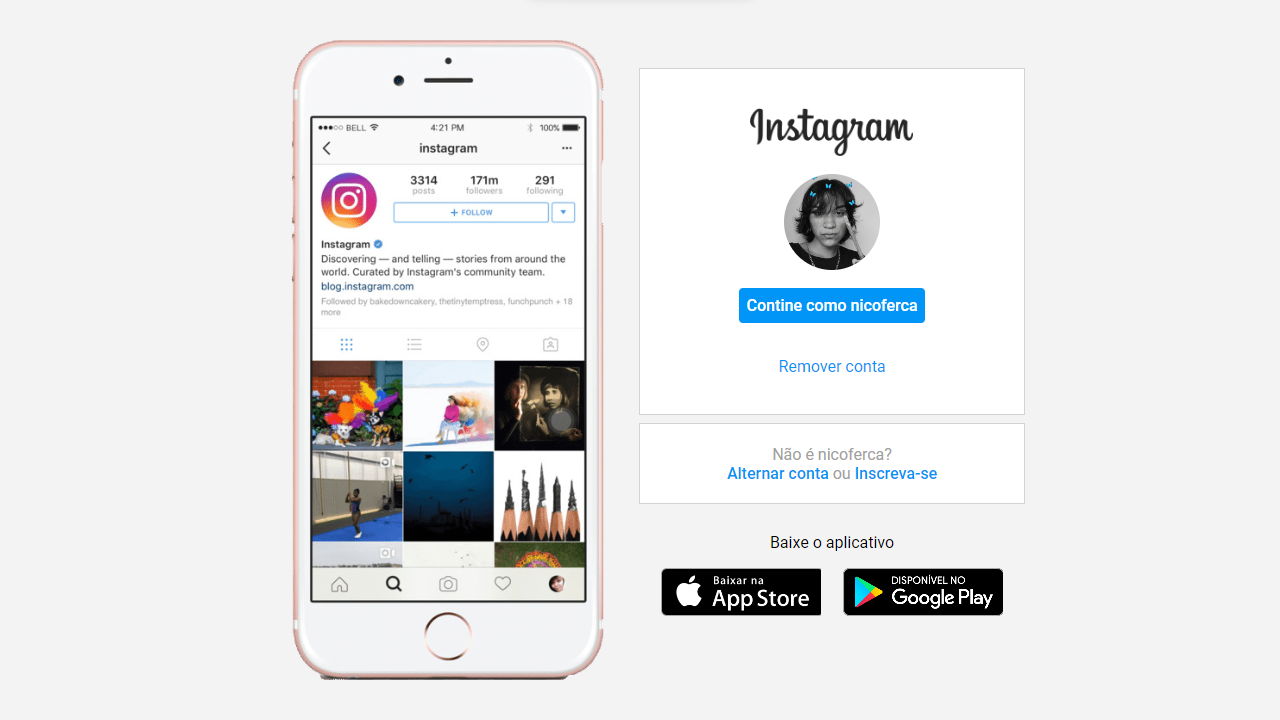 BELL 4:21 PM 100%
instagram
3314 171m 291
posts followers following
+ FOLLOW
Instagram
Discovering — and telling — stories from around the
world. Curated by Instagram's community team.
blog.instagram.com
Followed by bakedowncakery, thetinytemptress, funchpunch + 18
more
Instagram
Contine como nicoferca
Remover conta
Não é nicoferca?
Alternar conta ou Inscreva-se
Baixe o aplicativo
Baixar na
App Store
DISPONÍVEL NO
Google Play